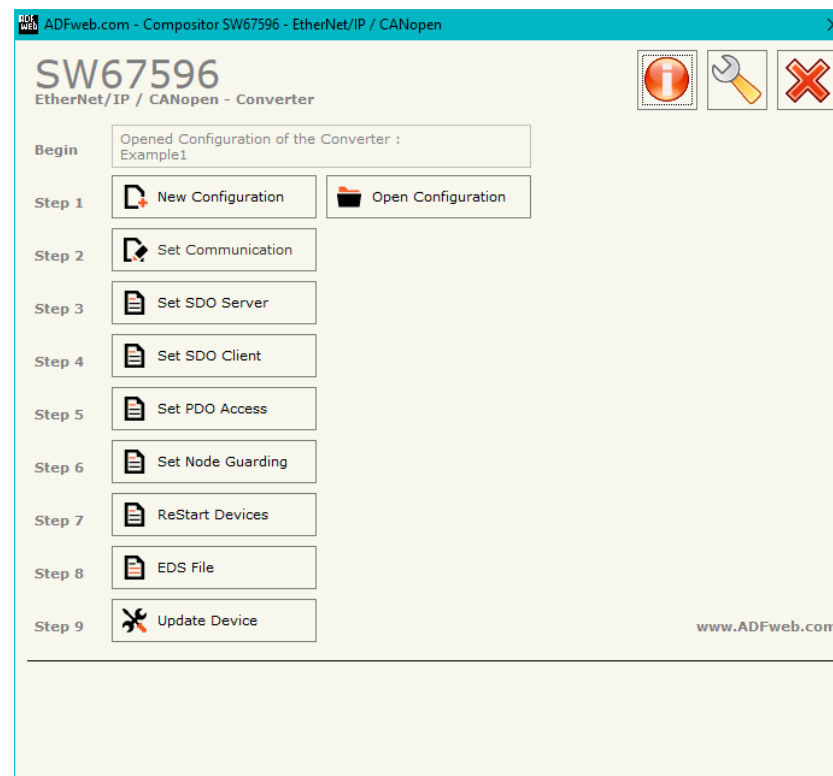 ADF
web
ADFweb.com - Compositor SW67596 - EtherNet/IP / CANopen
SW67596
EtherNet/IP / CANopen - Converter
Begin
Opened Configuration of the Converter :
Example1
Step 1
New Configuration
Open Configuration
Step 2
Set Communication
Step 3
Set SDO Server
Step 4
Set SDO Client
Step 5
Set PDO Access
Step 6
Set Node Guarding
Step 7
ReStart Devices
Step 8
EDS File
Step 9
Update Device
www.ADFweb.com